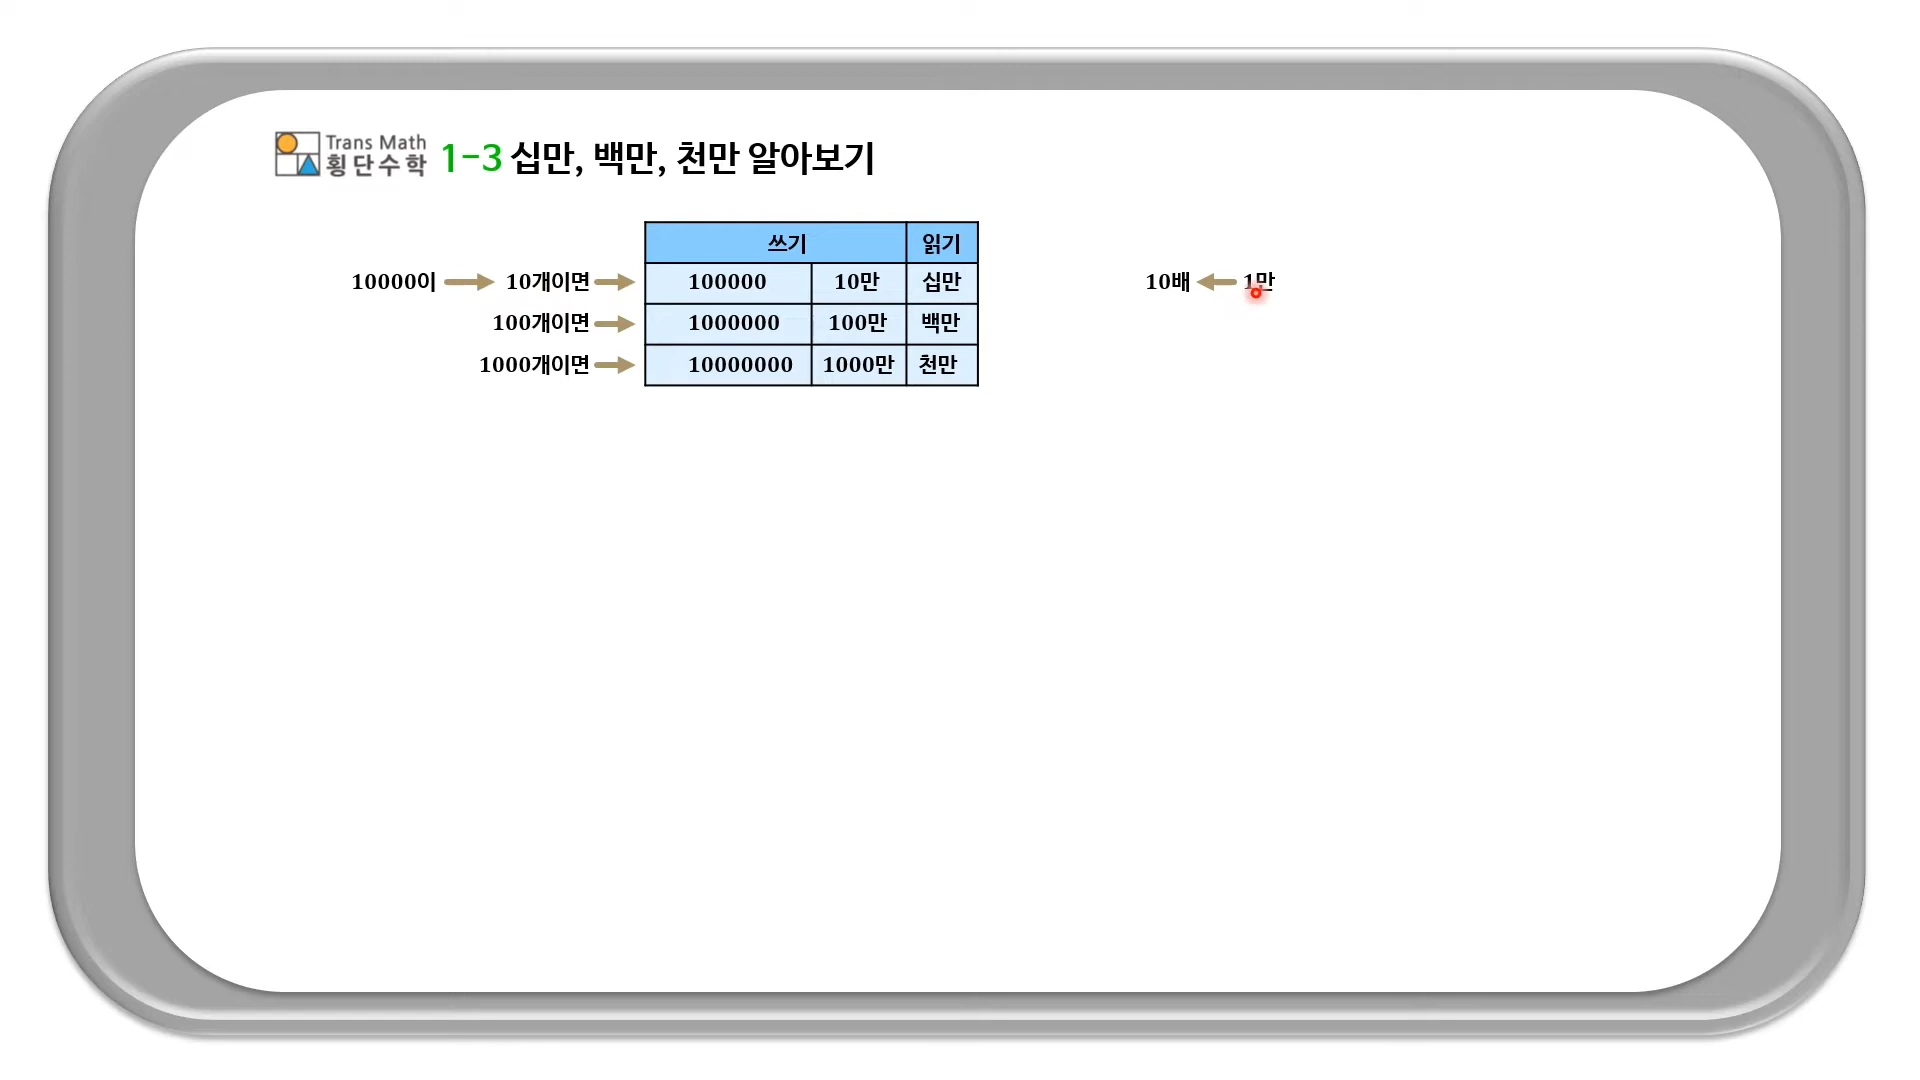 Trans Math
횡단수학
1-3 십만, 백만, 천만 알아보기
쓰기 읽기
10000이 10개이면 100000 10만 십만 10배 1만
100개이면 1000000 100만 백만
1000개이면 10000000 1000만 천만